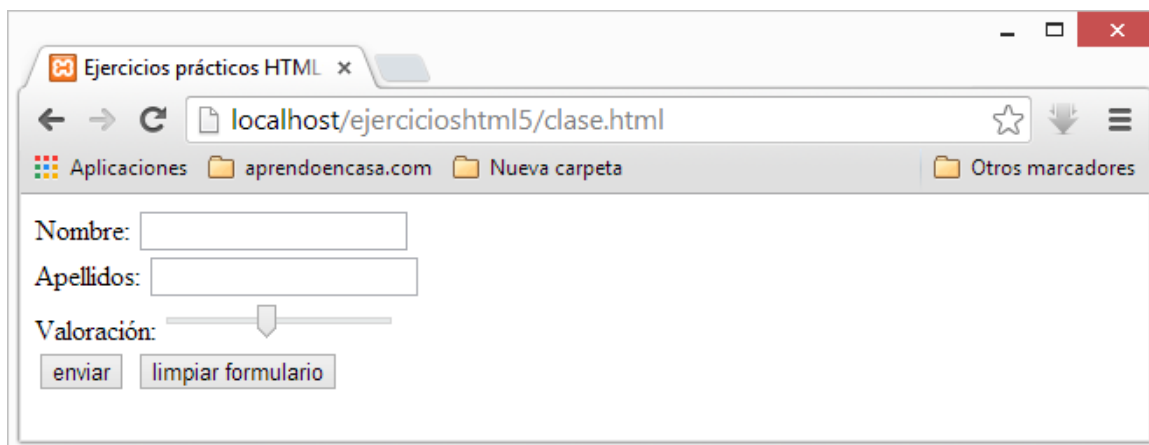 Ejercicios prácticos HTML
localhost/ejercicioshtml5/clase.html
Aplicaciones aprendoencasa.com Nueva carpeta Otros marcadores
Nombre:
Apellidos:
Valoración:
enviar limpiar formulario